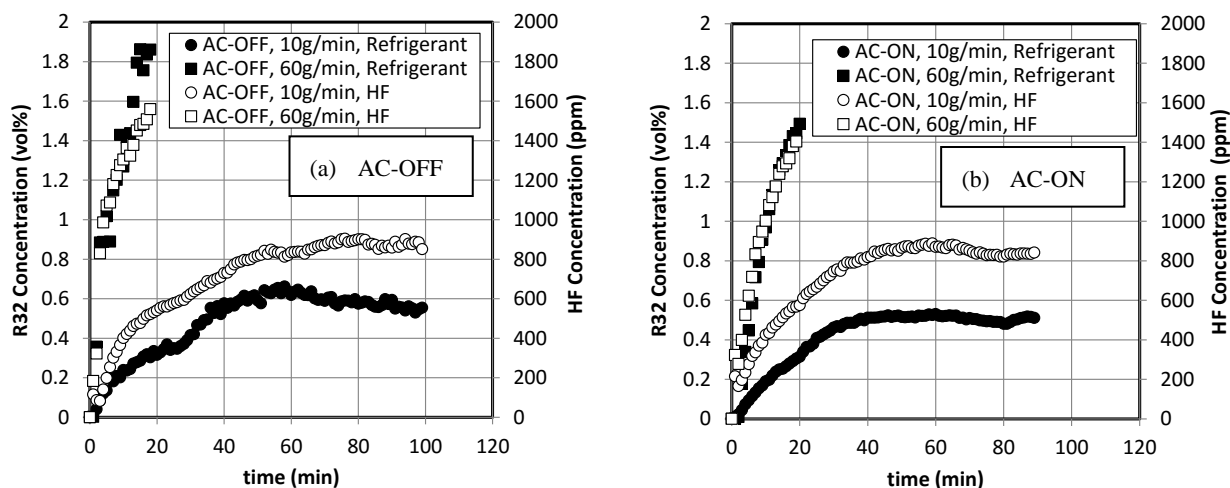 2
1.8
1.6
1.4
1.2
1
0.8
0.6
0.4
0.2
0
R32 Concentration (vol%)
2000
1800
1600
1400
1200
1000
800
600
400
200
0
HF Concentration (ppm)
AC-OFF, 10g/min, Refrigerant
AC-OFF, 60g/min, Refrigerant
AC-OFF, 10g/min, HF
AC-OFF, 60g/min, HF
(a) AC-OFF
0 20 40 60 80 100 120
time (min)
2
1.8
1.6
1.4
1.2
1
0.8
0.6
0.4
0.2
0
R32 Concentration (vol%)
2000
1800
1600
1400
1200
1000
800
600
400
200
0
HF Concentration (ppm)
AC-ON, 10g/min, Refrigerant
AC-ON, 60g/min, Refrigerant
AC-ON, 10g/min, HF
AC-ON, 60g/min, HF
(b) AC-ON
0 20 40 60 80 100 120
time (min)